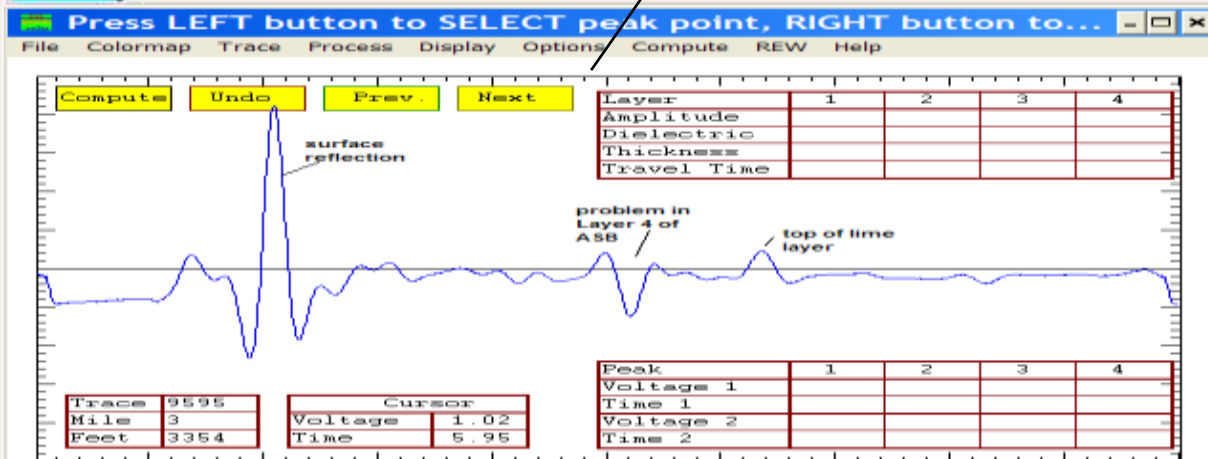 Press LEFT button to SELECT peak point, RIGHT button to...
File Colormap Trace Process Display Options Compute REW Help
Compute Undo Prev. Next
Layer 1 2 3 4
Amplitude
Dielectric
Thickness
Travel Time
surface
reflection
problem in
Layer 4 of
ASB
top of lime
layer
Peak 1 2 3 4
Voltage 1
Time 1
Voltage 2
Time 2
Trace 9595
Mile 3
Feet 3354
Cursor
Voltage 1.02
Time 5.95